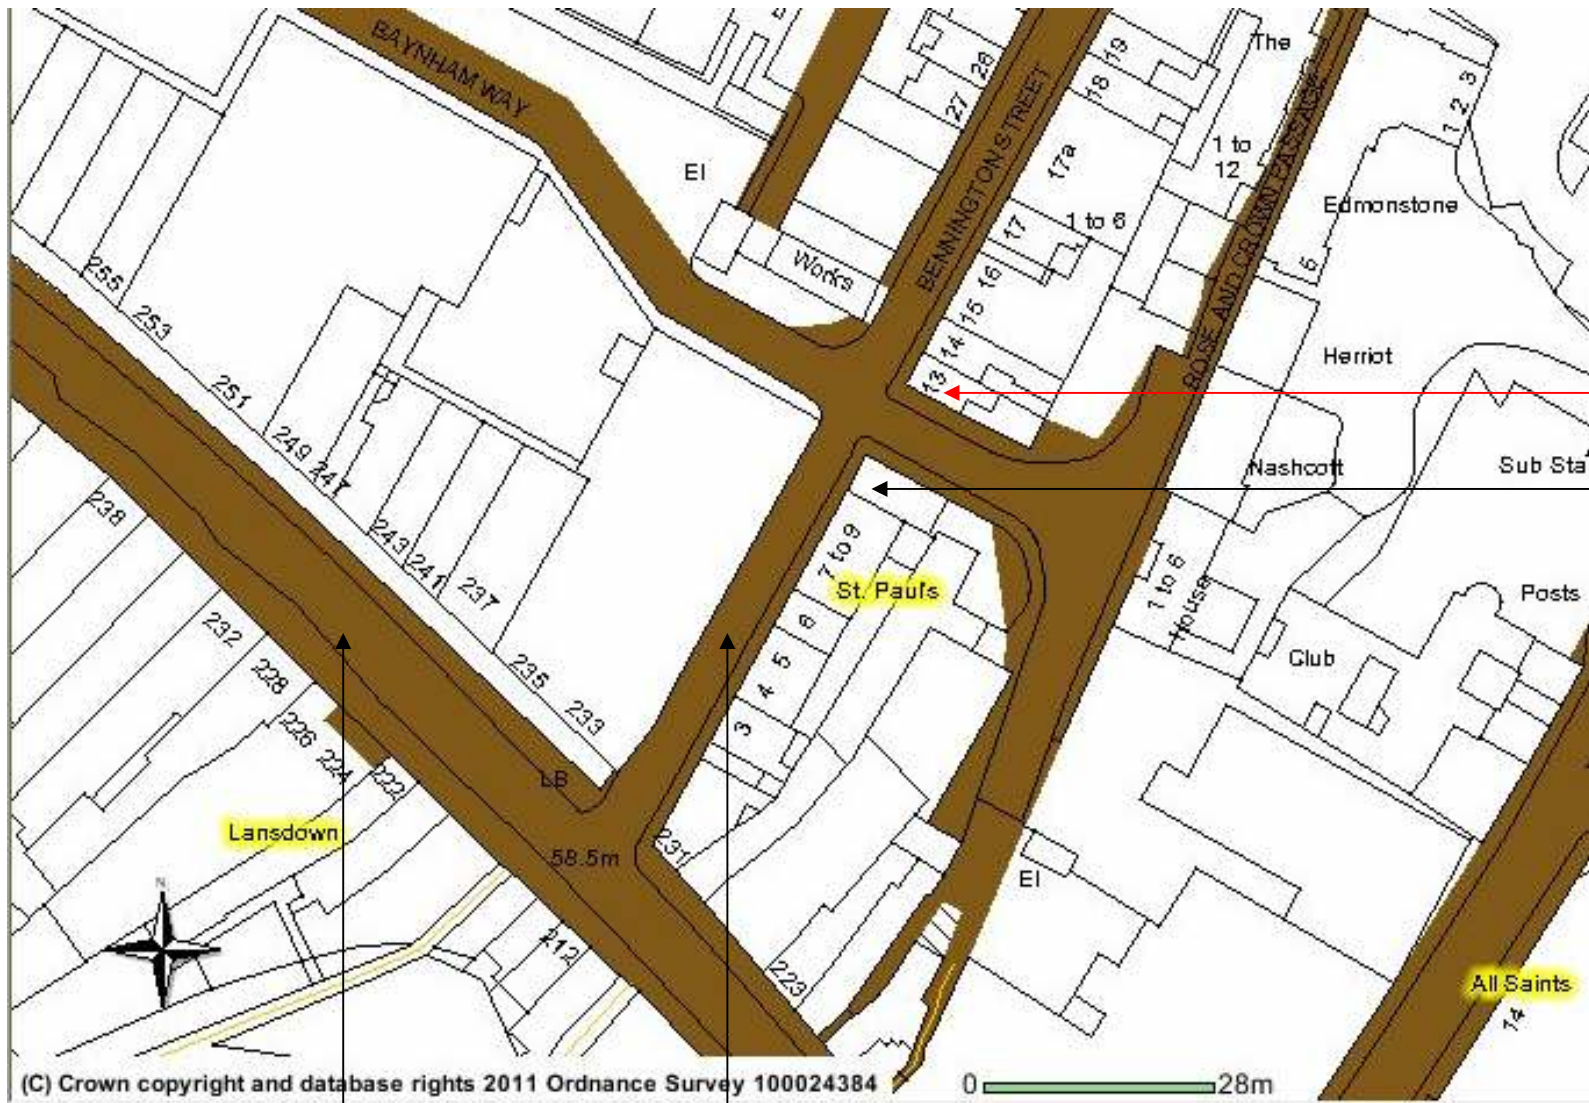 BAYNHAM WAY
BENNINGTON STREET
ROSE AND CROWN PASSAGE
The
28
27
19
18
17a
17
1 to 6
16
15
14
13
1 to
12
3
2
1
Edmonstone
5
Herriot
Nashcott
Sub Sta
El
Works
255
253
251
249
247
243
241
237
235
233
238
232
228
226
224
222
LB
58.5m
231
223
212
7 to 9
St. Paul's
6
5
4
3
1 to 6
House
Club
Posts
El
Lansdown
All Saints
14
N
(C) Crown copyright and database rights 2011 Ordnance Survey 100024384
0 28m